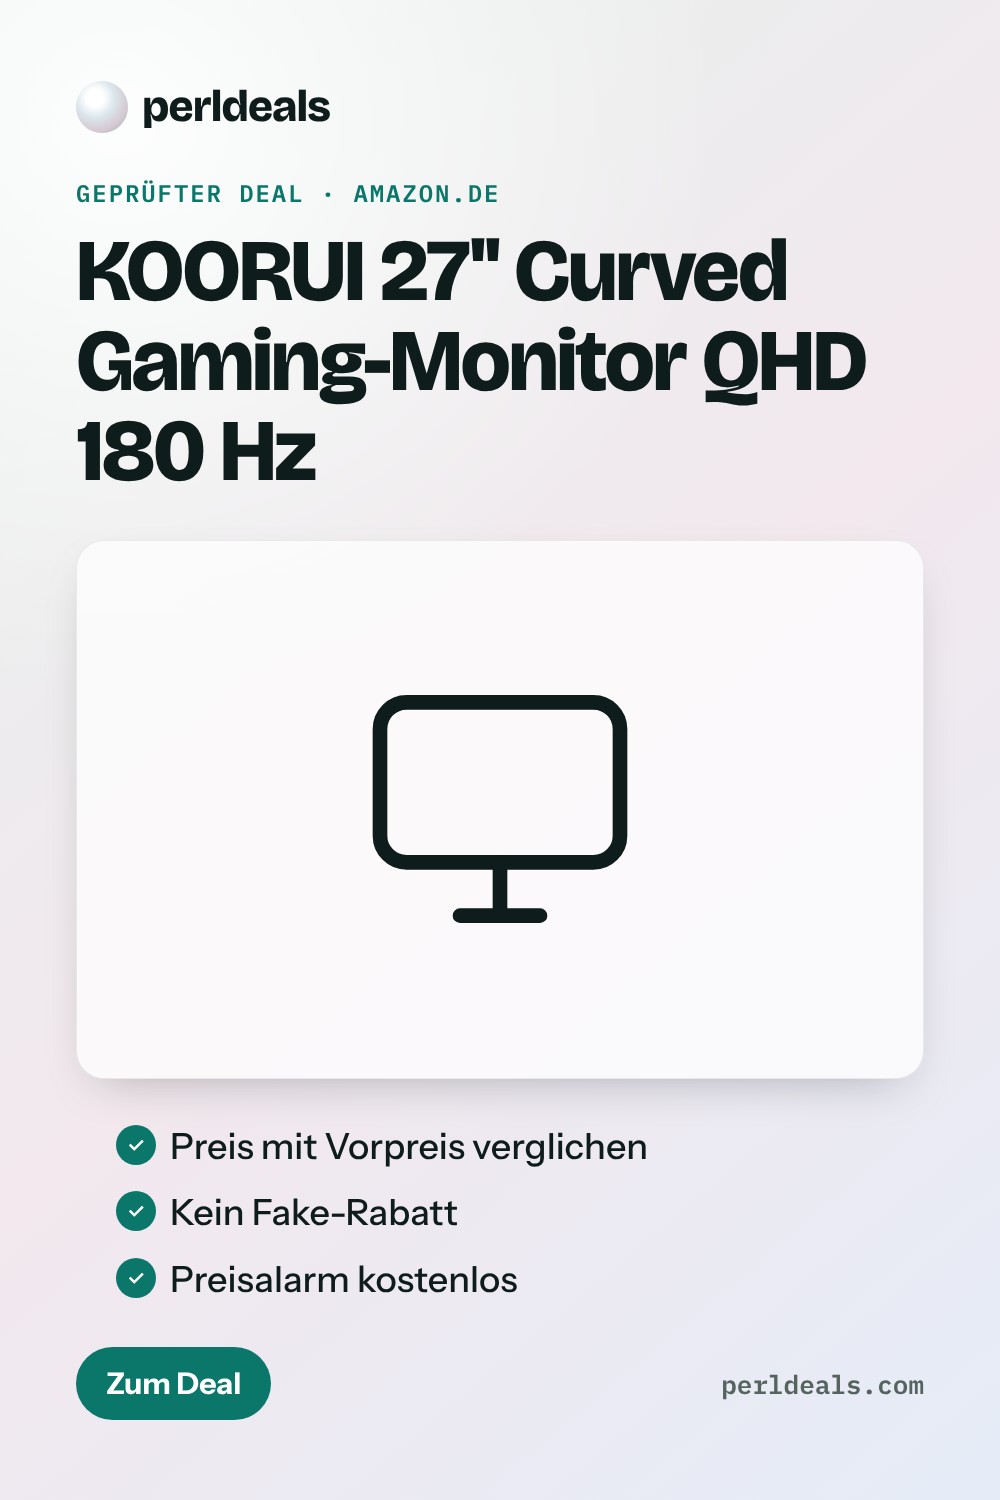 perldeals
GEPRÜFTER DEAL · AMAZON.DE
KOORUI 27" Curved
Gaming-Monitor QHD
180 Hz
Preis mit Vorpreis verglichen
Kein Fake-Rabatt
Preisalarm kostenlos
Zum Deal
perldeals.com